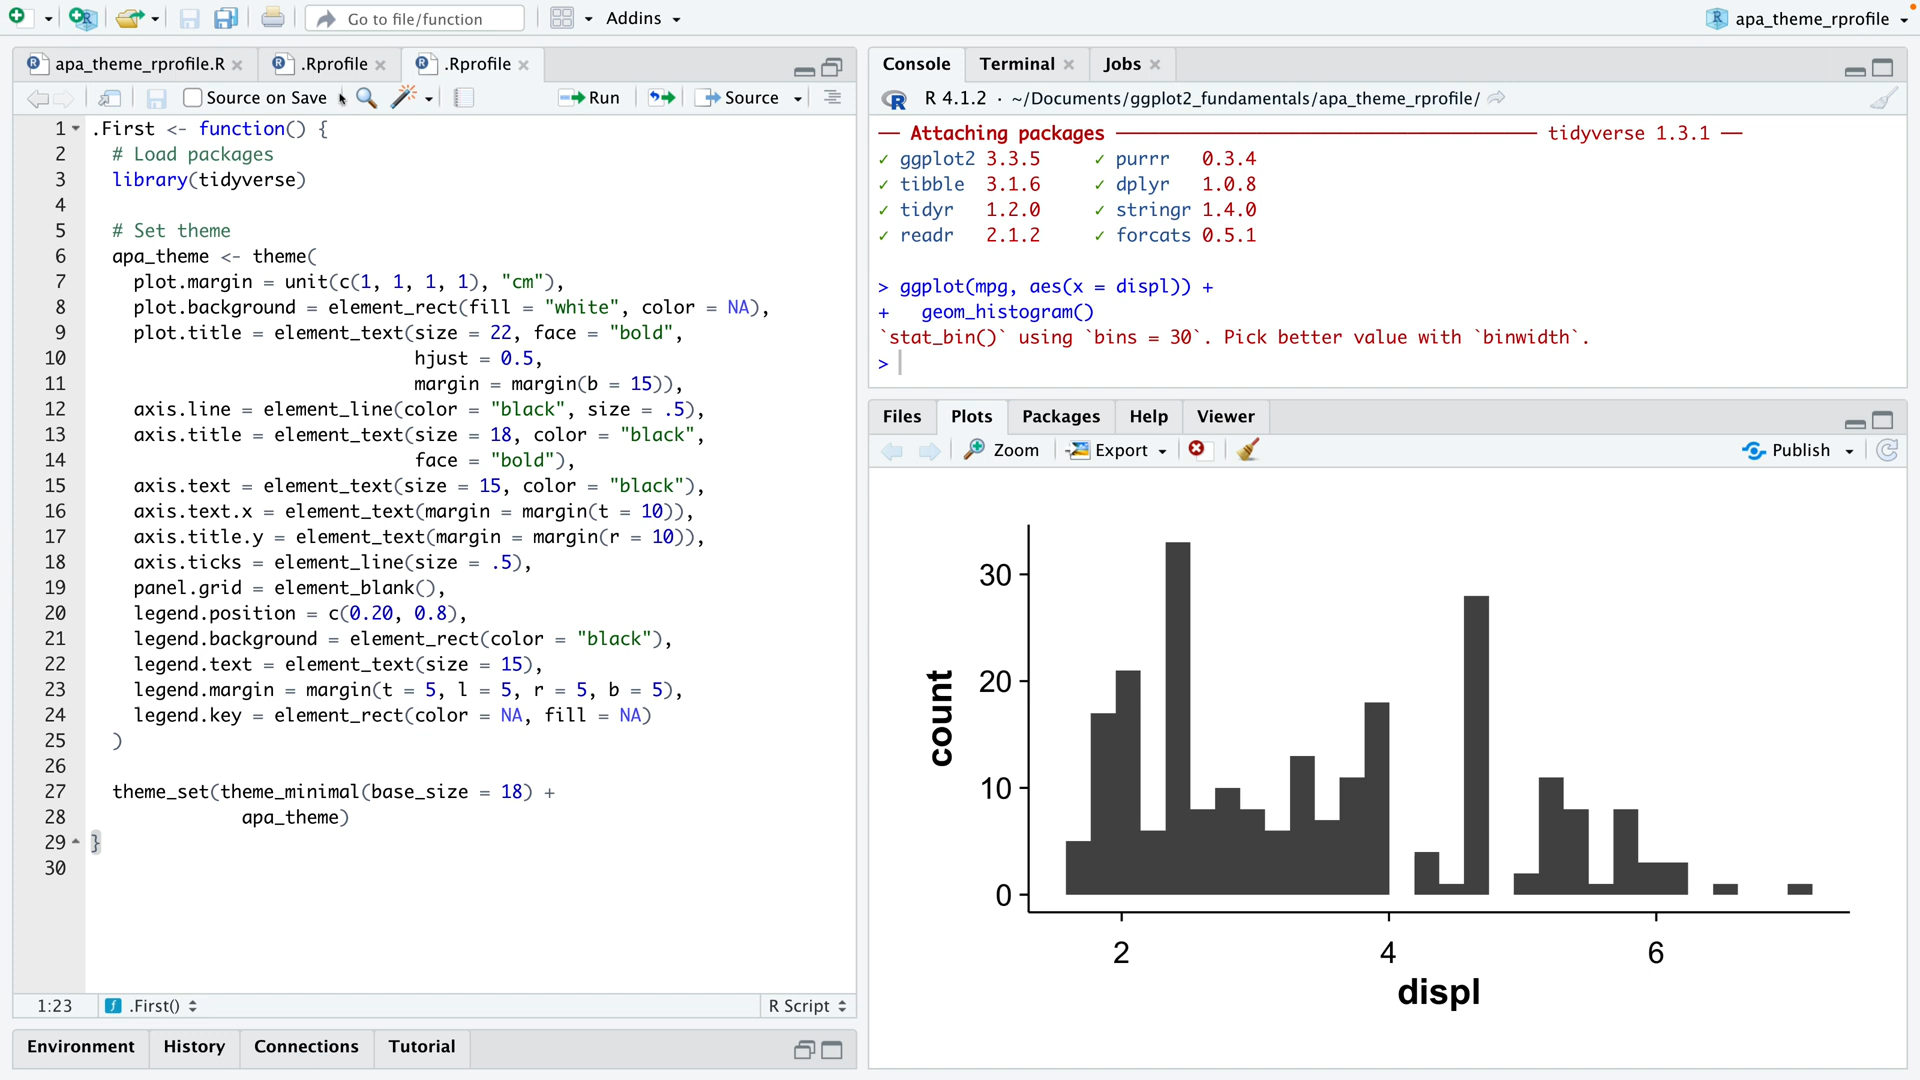 Go to file/function
Addins
apa_theme_rprofile
apa_theme_rprofile.R
.Rprofile
.Rprofile
Source on Save
Run
Source
1 .First <- function() {
2 # Load packages
3 library(tidyverse)
4
5 # Set theme
6 apa_theme <- theme(
7 plot.margin = unit(c(1, 1, 1, 1), "cm"),
8 plot.background = element_rect(fill = "white", color = NA),
9 plot.title = element_text(size = 22, face = "bold",
10 hjust = 0.5,
11 margin = margin(b = 15)),
12 axis.line = element_line(color = "black", size = .5),
13 axis.title = element_text(size = 18, color = "black",
14 face = "bold"),
15 axis.text = element_text(size = 15, color = "black"),
16 axis.text.x = element_text(margin = margin(t = 10)),
17 axis.title.y = element_text(margin = margin(r = 10)),
18 axis.ticks = element_line(size = .5),
19 panel.grid = element_blank(),
20 legend.position = c(0.20, 0.8),
21 legend.background = element_rect(color = "black"),
22 legend.text = element_text(size = 15),
23 legend.margin = margin(t = 5, l = 5, r = 5, b = 5),
24 legend.key = element_rect(color = NA, fill = NA)
25 )
26
27 theme_set(theme_minimal(base_size = 18) +
28 apa_theme)
29 }
30
1:23
.First()
R Script
Environment
History
Connections
Tutorial
Console
Terminal
Jobs
R 4.1.2 · ~/Documents/ggplot2_fundamentals/apa_theme_rprofile/
── Attaching packages ── tidyverse 1.3.1 ──
✓ ggplot2 3.3.5 ✓ purrr 0.3.4
✓ tibble 3.1.6 ✓ dplyr 1.0.8
✓ tidyr 1.2.0 ✓ stringr 1.4.0
✓ readr 2.1.2 ✓ forcats 0.5.1
> ggplot(mpg, aes(x = displ)) +
+ geom_histogram()
`stat_bin()` using `bins = 30`. Pick better value with `binwidth`.
>
Files
Plots
Packages
Help
Viewer
Zoom
Export
Publish
30
20
10
0
count
2
4
6
displ